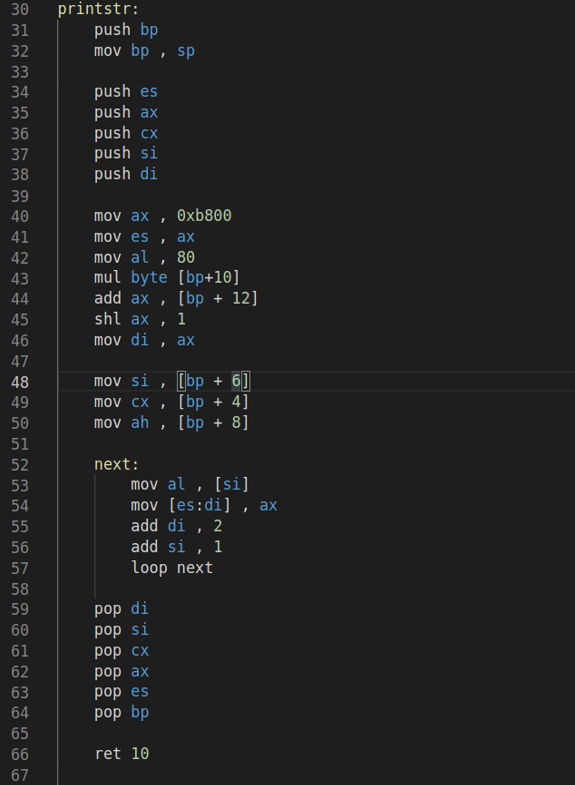 30 printstr:
31 push bp
32 mov bp , sp
33
34 push es
35 push ax
36 push cx
37 push si
38 push di
39
40 mov ax , 0xb800
41 mov es , ax
42 mov al , 80
43 mul byte [bp+10]
44 add ax , [bp + 12]
45 shl ax , 1
46 mov di , ax
47
48 mov si , [bp + 6]
49 mov cx , [bp + 4]
50 mov ah , [bp + 8]
51
52 next:
53 mov al , [si]
54 mov [es:di] , ax
55 add di , 2
56 add si , 1
57 loop next
58
59 pop di
60 pop si
61 pop cx
62 pop ax
63 pop es
64 pop bp
65
66 ret 10
67